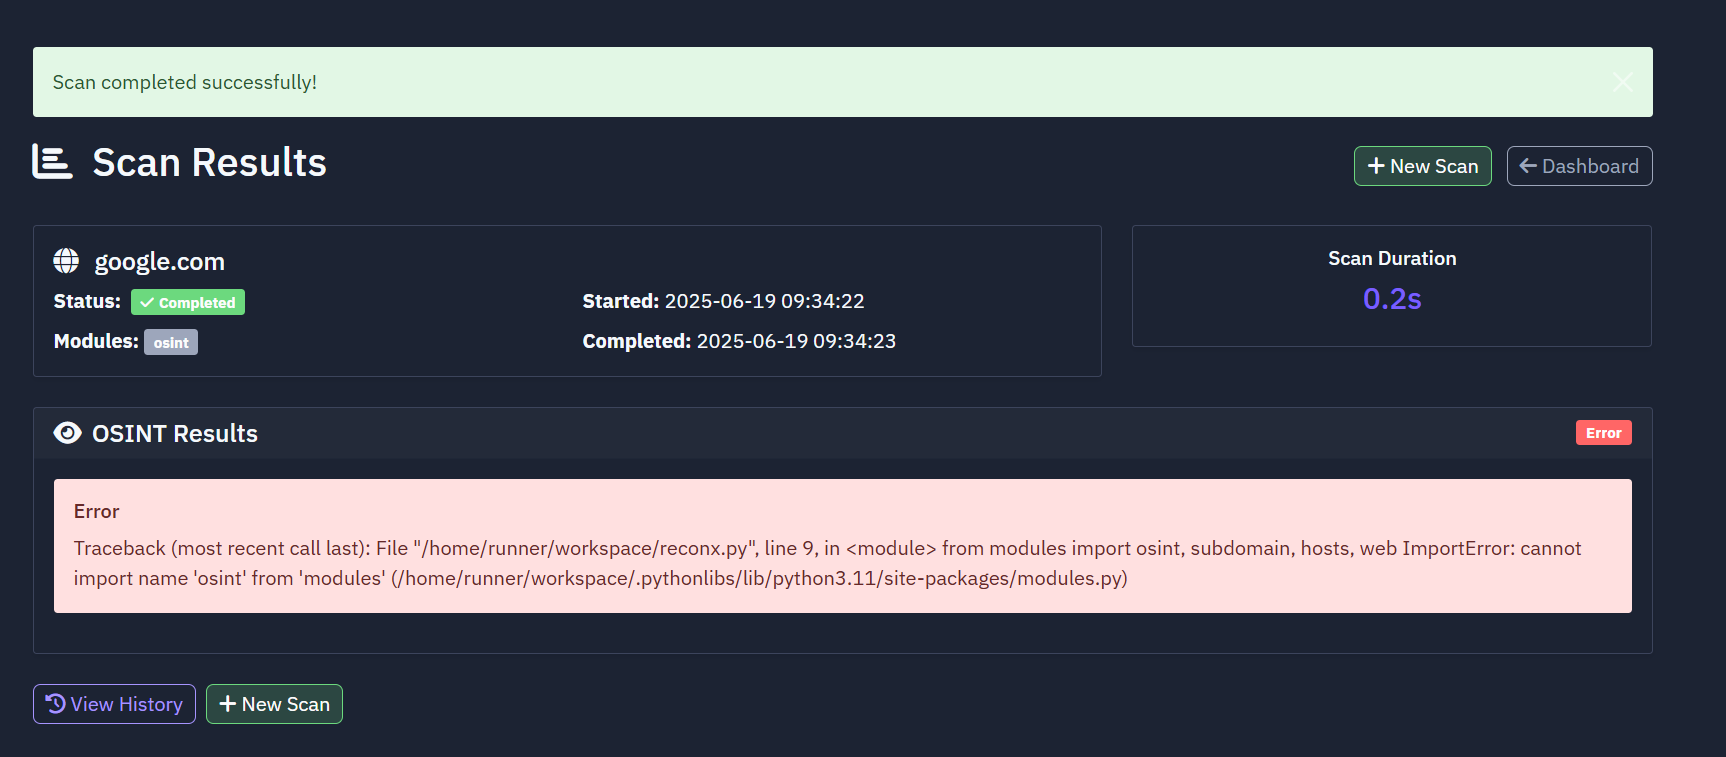 Scan completed successfully!
Scan Results
New Scan
Dashboard
google.com
Status: Completed
Started: 2025-06-19 09:34:22
Modules: osint
Completed: 2025-06-19 09:34:23
Scan Duration
0.2s
OSINT Results
Error
Error
Traceback (most recent call last): File "/home/runner/workspace/reconx.py", line 9, in <module> from modules import osint, subdomain, hosts, web ImportError: cannot
import name 'osint' from 'modules' (/home/runner/workspace/.pythonlibs/lib/python3.11/site-packages/modules.py)
View History
New Scan